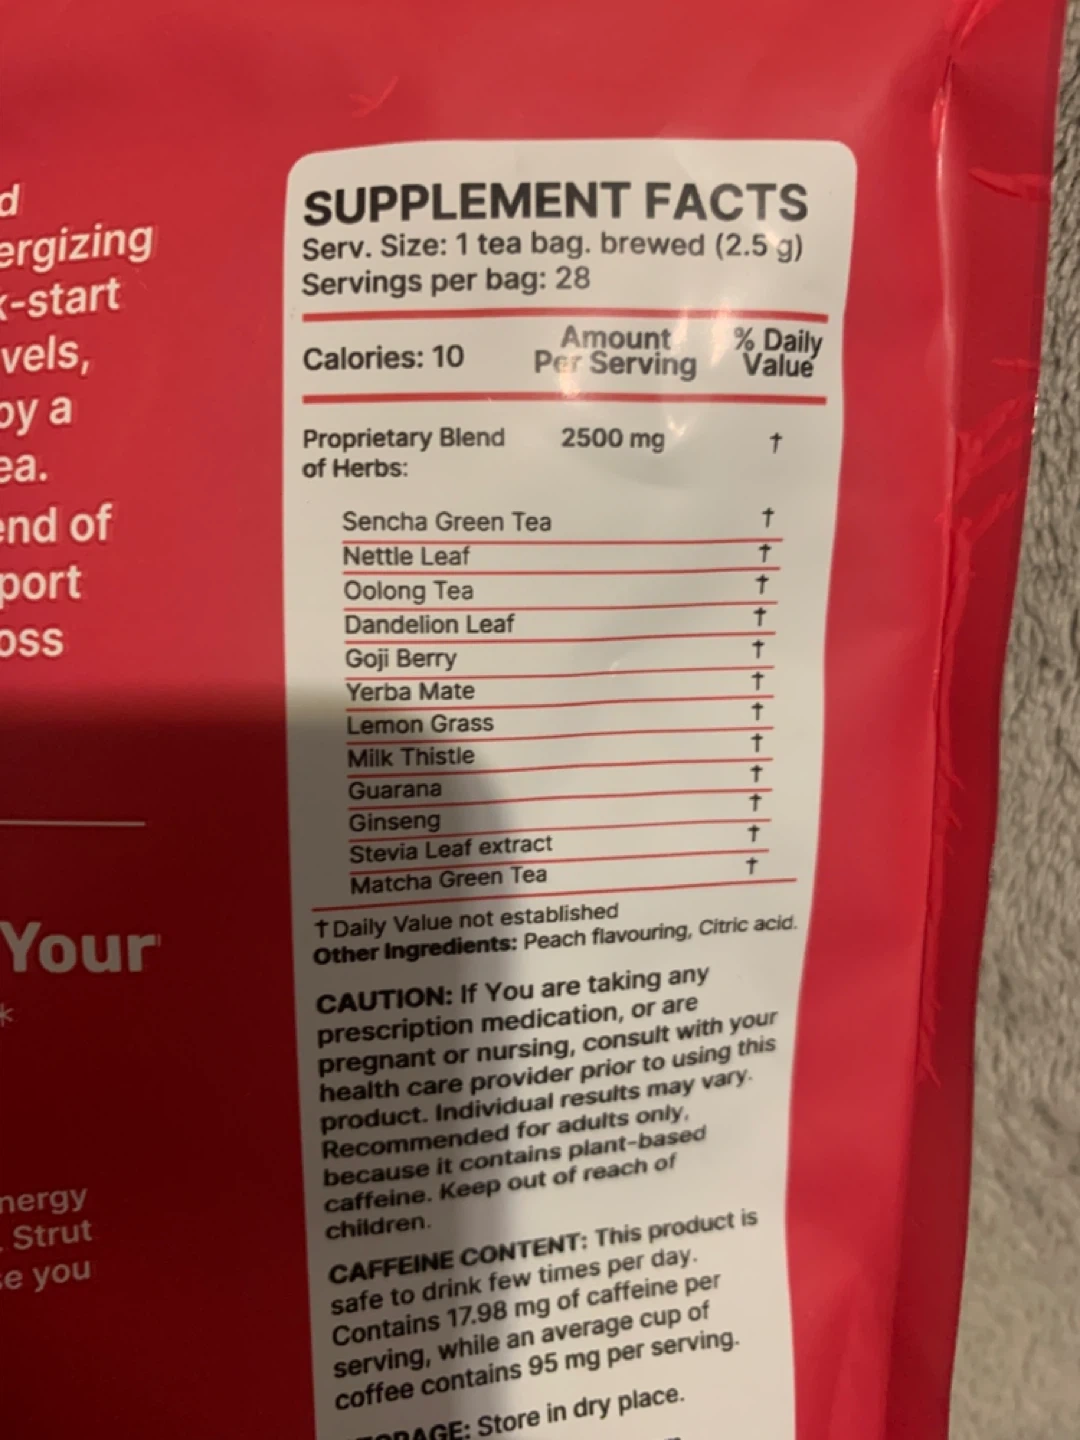 d
ergizing
k-start
vels,
oy a
ea.
end of
port
oss
Your
*
nergy
. Strut
se you
SUPPLEMENT FACTS
Serv. Size: 1 tea bag. brewed (2.5 g)
Servings per bag: 28
Calories: 10 Amount Per Serving % Daily Value
Proprietary Blend 2500 mg †
of Herbs:
Sencha Green Tea †
Nettle Leaf †
Oolong Tea †
Dandelion Leaf †
Goji Berry †
Yerba Mate †
Lemon Grass †
Milk Thistle †
Guarana †
Ginseng †
Stevia Leaf extract †
Matcha Green Tea †
† Daily Value not established
Other Ingredients: Peach flavouring, Citric acid.
CAUTION: If You are taking any
prescription medication, or are
pregnant or nursing, consult with your
health care provider prior to using this
product. Individual results may vary.
Recommended for adults only,
because it contains plant-based
caffeine. Keep out of reach of
children.
CAFFEINE CONTENT: This product is
safe to drink few times per day.
Contains 17.98 mg of caffeine per
serving, while an average cup of
coffee contains 95 mg per serving.
STORAGE: Store in dry place.